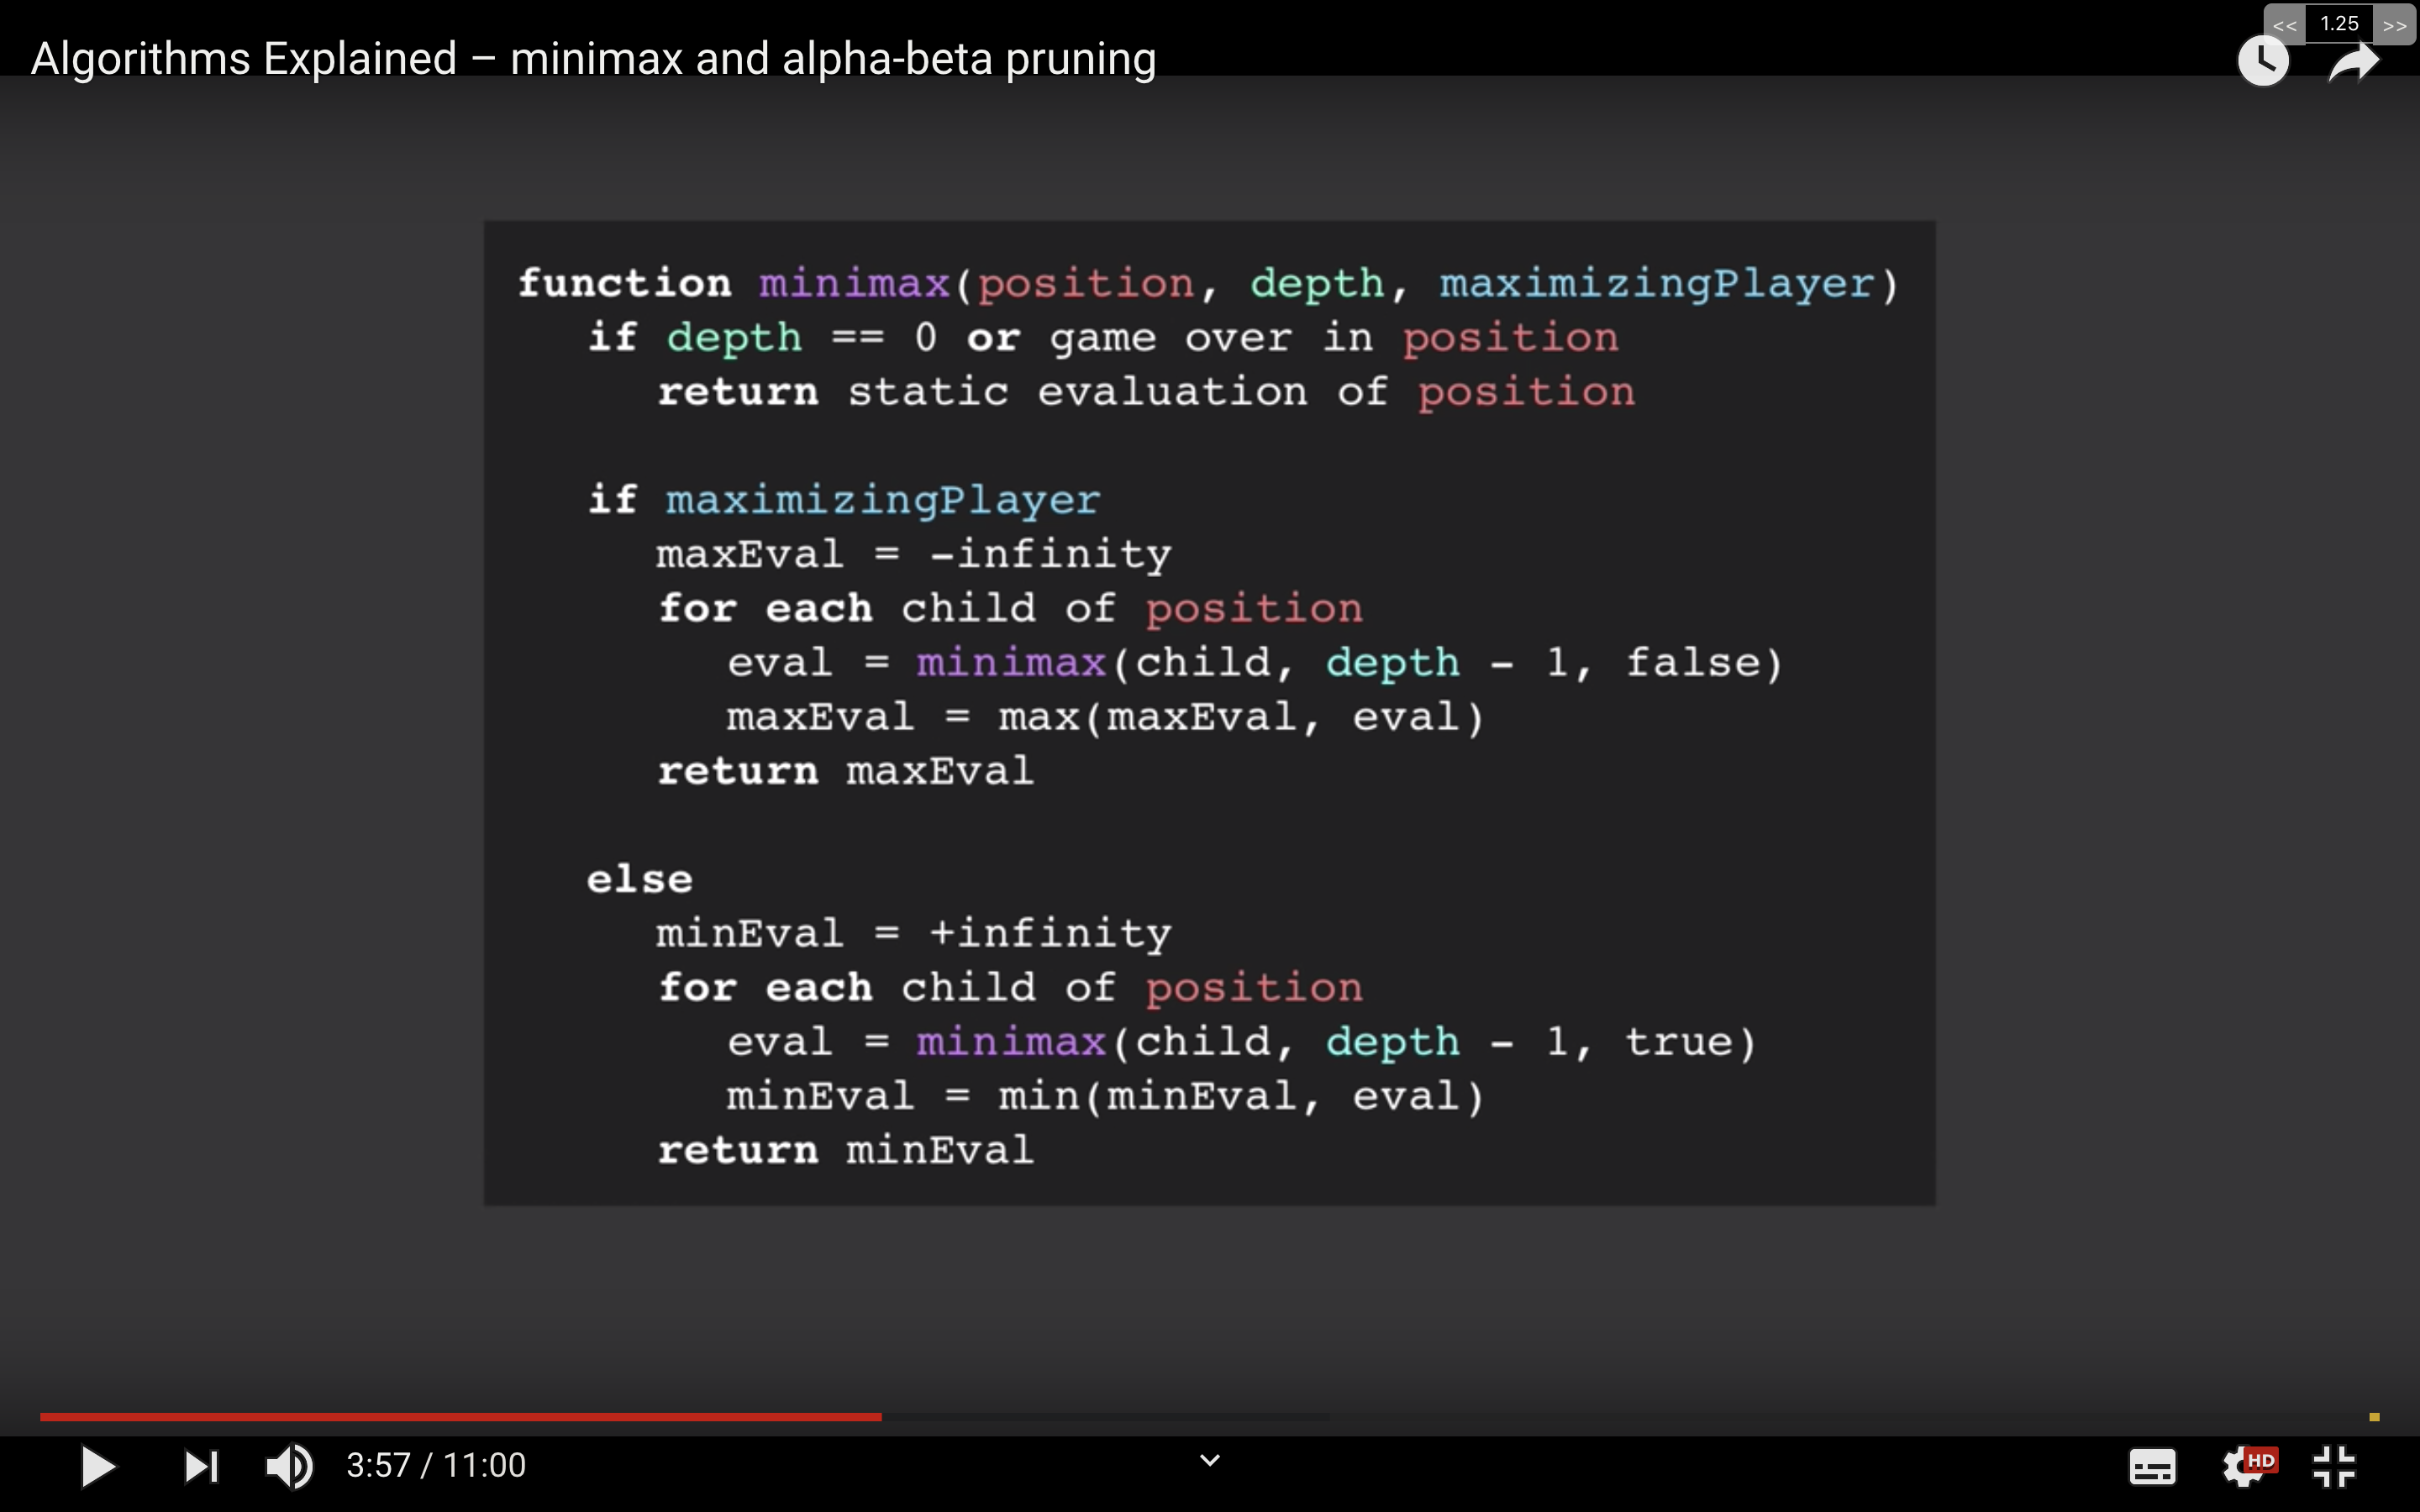 << 1.25 >>
Algorithms Explained – minimax and alpha-beta pruning
function minimax(position, depth, maximizingPlayer)
if depth == 0 or game over in position
return static evaluation of position
if maximizingPlayer
maxEval = -infinity
for each child of position
eval = minimax(child, depth - 1, false)
maxEval = max(maxEval, eval)
return maxEval
else
minEval = +infinity
for each child of position
eval = minimax(child, depth - 1, true)
minEval = min(minEval, eval)
return minEval
3:57 / 11:00
HD